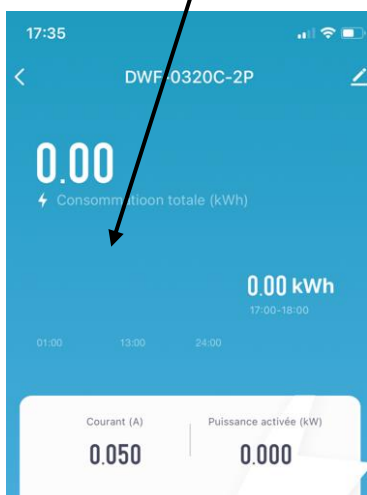 17:35
DWF-0320C-2P
0.00
Consommatioon totale (kWh)
0.00 kWh
17:00-18:00
01:00 13:00 24:00
Courant (A) Puissance activée (kW)
0.050 0.000